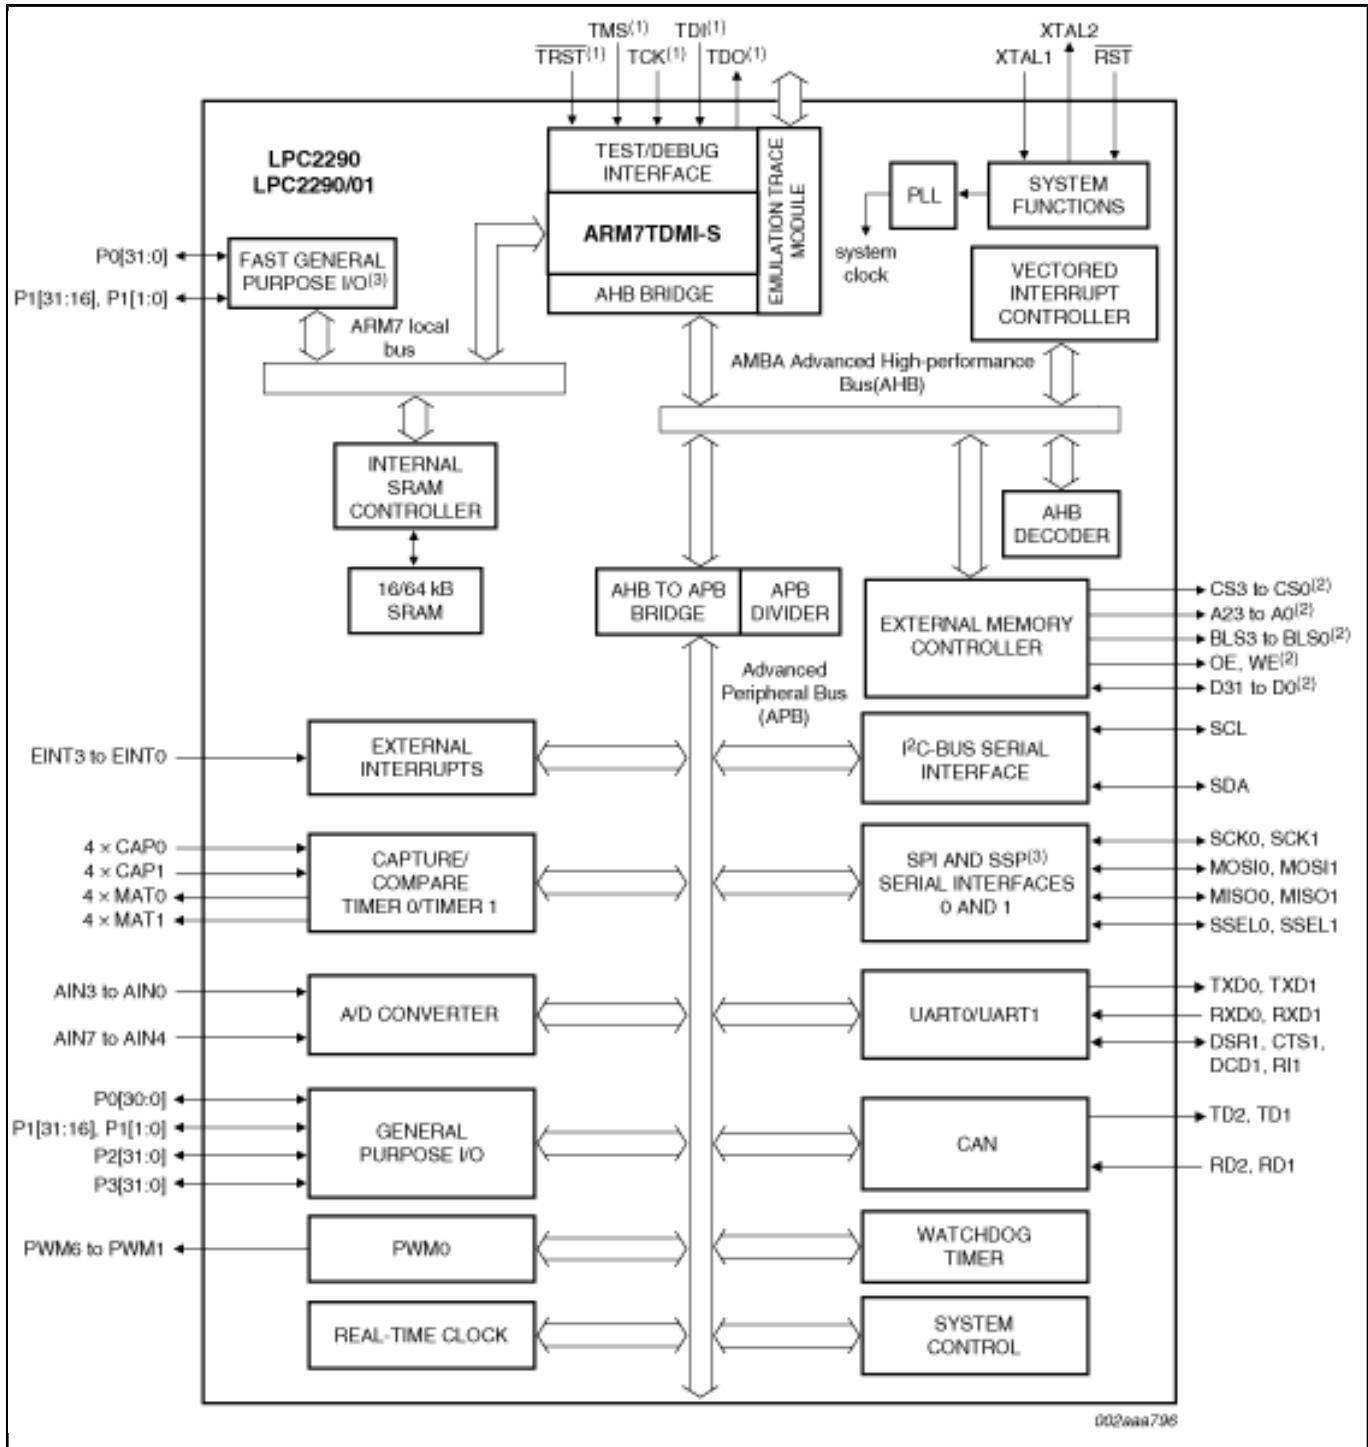 TMS(1) TDI(1)
TRST(1) TCK(1) TDO(1)
XTAL2
XTAL1 RST
LPC2290
LPC2290/01
TEST/DEBUG
INTERFACE
ARM7TDMI-S
AHB BRIDGE
EMULATION TRACE
MODULE
PLL
SYSTEM
FUNCTIONS
system
clock
VECTORED
INTERRUPT
CONTROLLER
P0[31:0]
P1[31:16], P1[1:0]
FAST GENERAL
PURPOSE I/O(3)
ARM7 local
bus
AMBA Advanced High-performance
Bus(AHB)
INTERNAL
SRAM
CONTROLLER
16/64 kB
SRAM
AHB
DECODER
AHB TO APB
BRIDGE
APB
DIVIDER
EXTERNAL MEMORY
CONTROLLER
CS3 to CS0(2)
A23 to A0(2)
BLS3 to BLS0(2)
OE, WE(2)
D31 to D0(2)
Advanced
Peripheral Bus
(APB)
EINT3 to EINT0
EXTERNAL
INTERRUPTS
I2C-BUS SERIAL
INTERFACE
SCL
SDA
4 × CAP0
4 × CAP1
4 × MAT0
4 × MAT1
CAPTURE/
COMPARE
TIMER 0/TIMER 1
SPI AND SSP(3)
SERIAL INTERFACES
0 AND 1
SCK0, SCK1
MOSI0, MOSI1
MISO0, MISO1
SSEL0, SSEL1
AIN3 to AIN0
AIN7 to AIN4
A/D CONVERTER
UART0/UART1
TXD0, TXD1
RXD0, RXD1
DSR1, CTS1,
DCD1, RI1
P0[30:0]
P1[31:16], P1[1:0]
P2[31:0]
P3[31:0]
GENERAL
PURPOSE I/O
CAN
TD2, TD1
RD2, RD1
PWM6 to PWM1
PWM0
WATCHDOG
TIMER
REAL-TIME CLOCK
SYSTEM
CONTROL
002aaa796